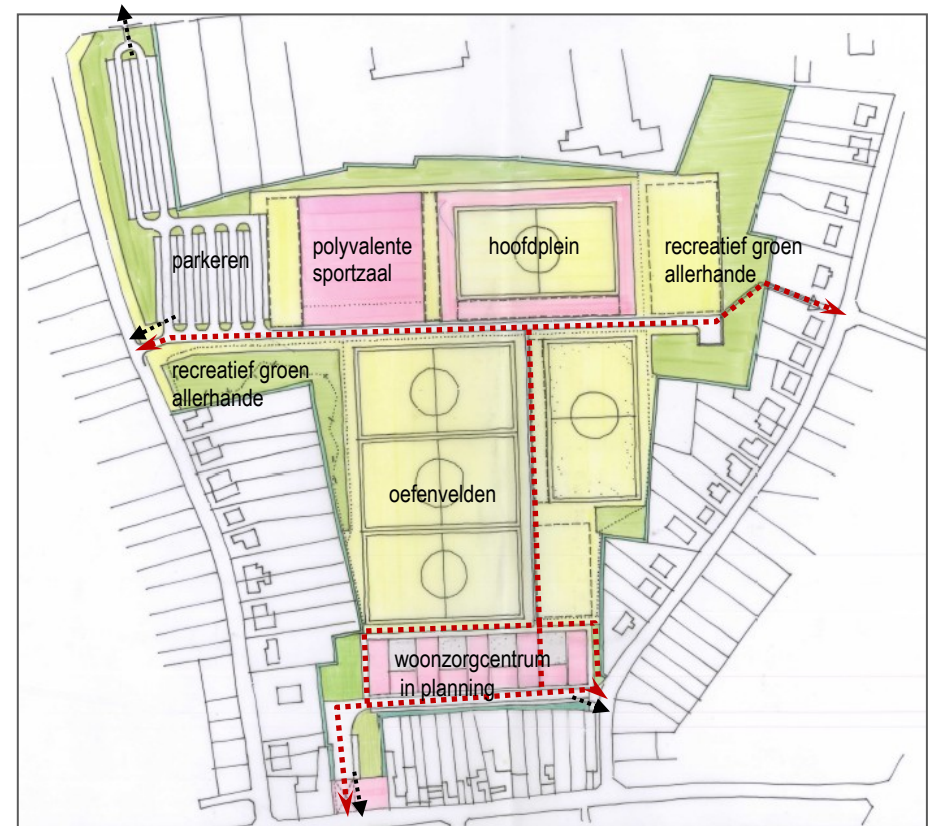 parkeren
polyvalente
sportzaal
hoofdplein
recreatief groen
allerhande
recreatief groen
allerhande
oefenvelden
woonzorgcentrum
in planning